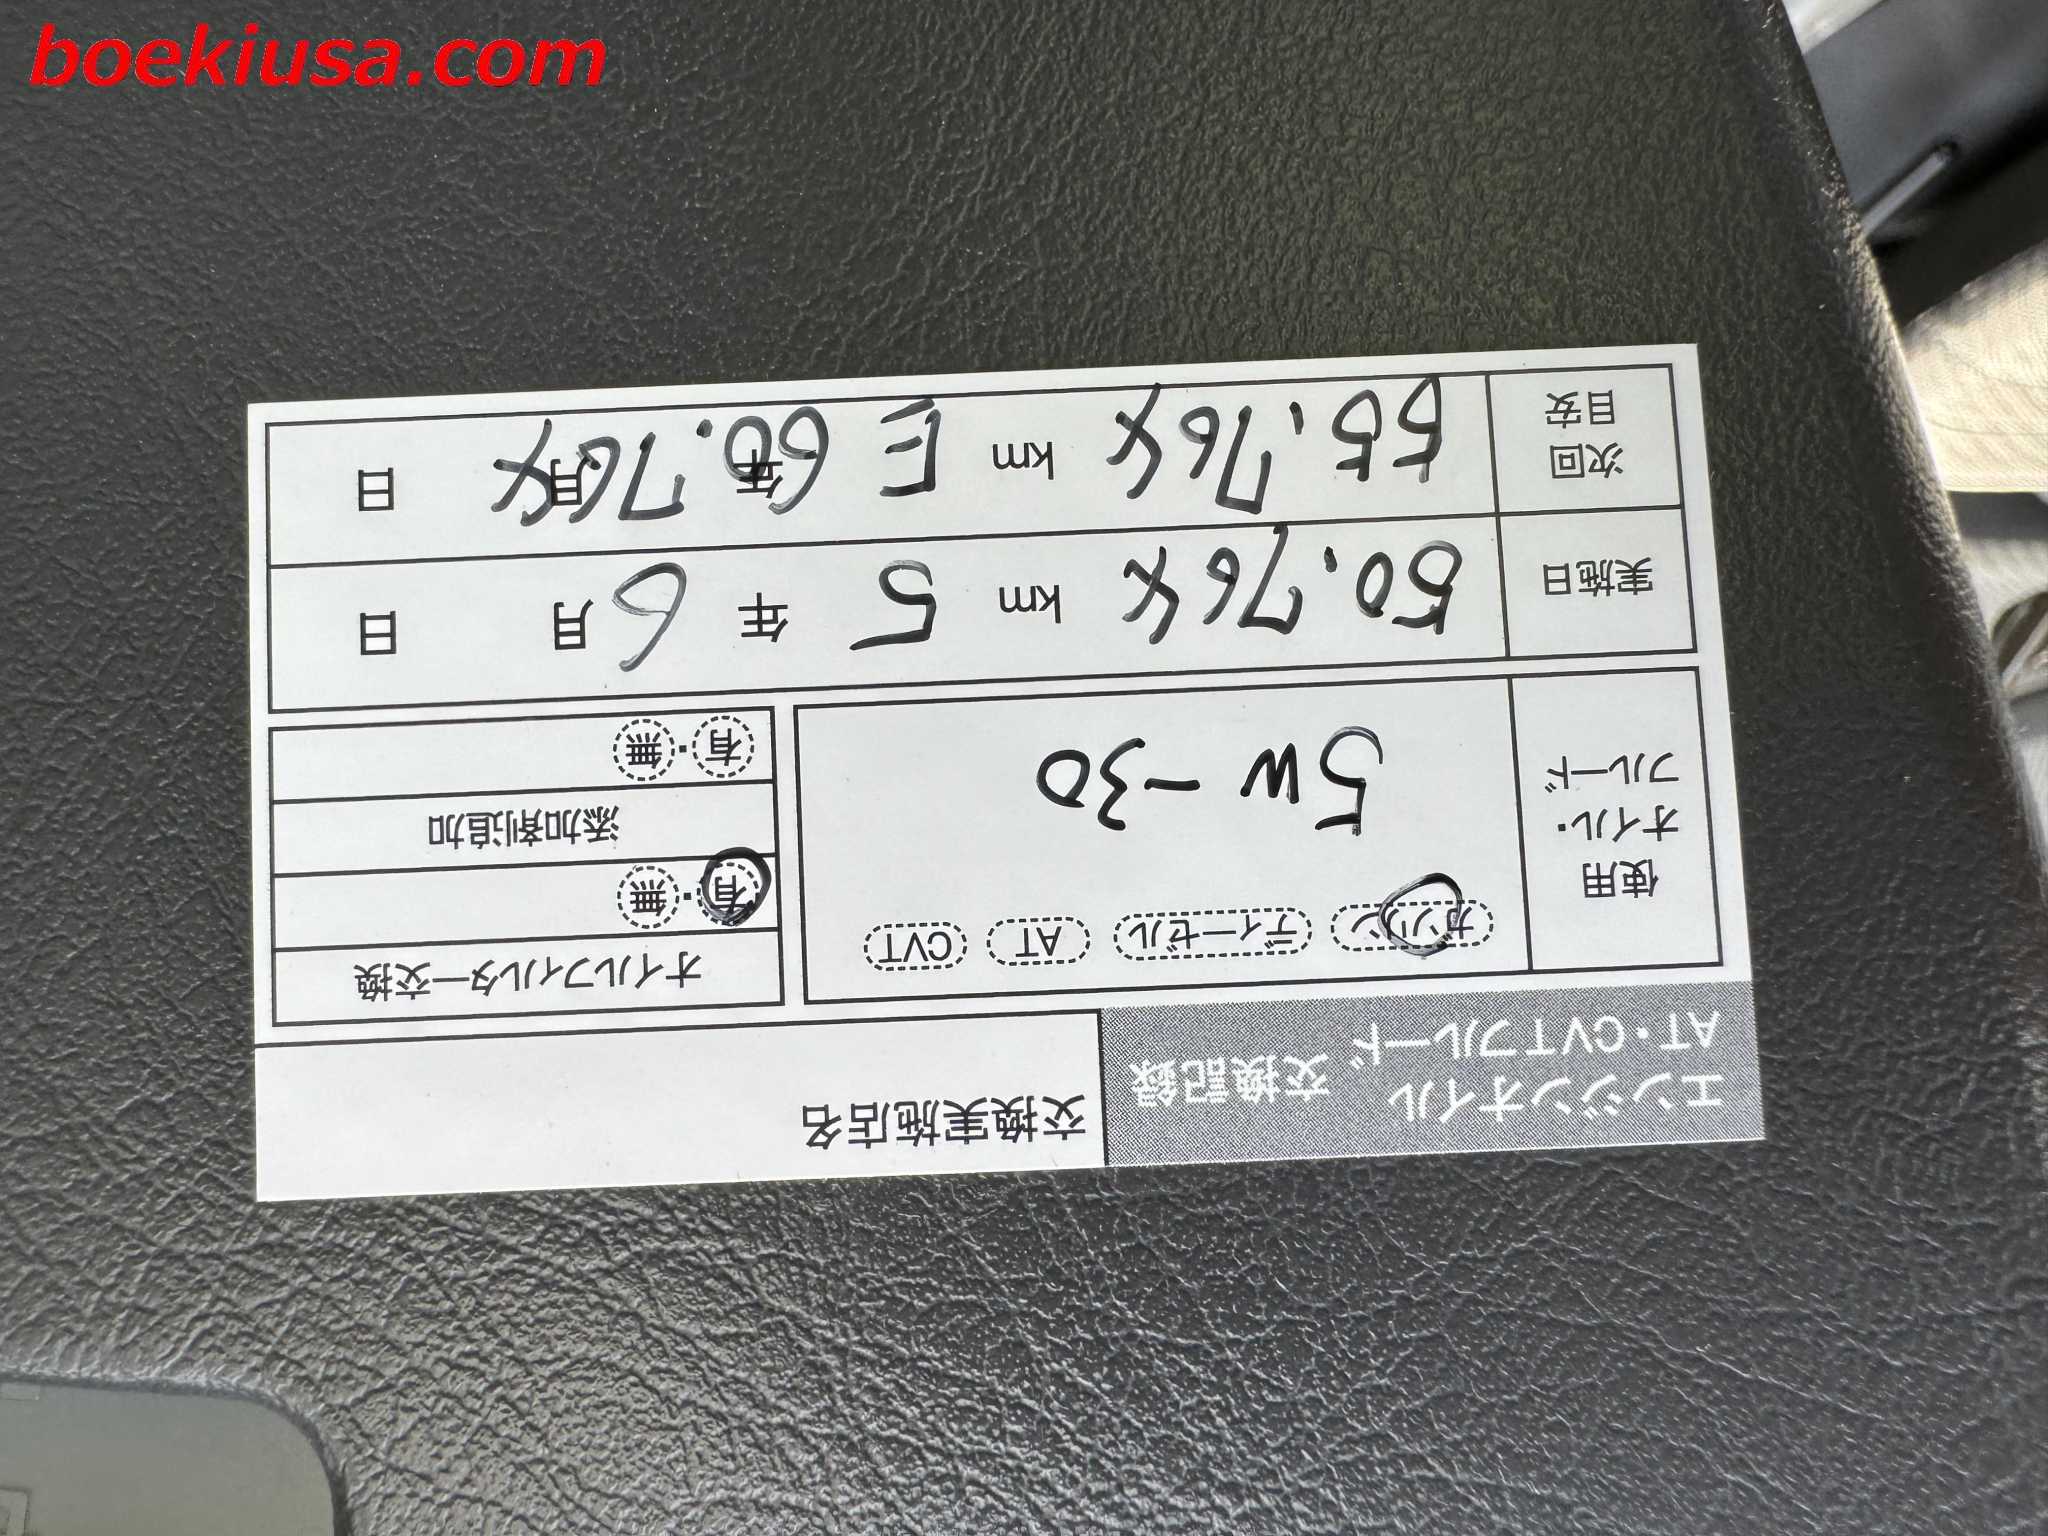 boekiusa.com
エンジンオイル
AT・CVTフルード 交換記録
交換実施店名
使用
オイル・
フルード
ガソリン ディーゼル AT CVT
5W-30
オイルフィルター交換
有・無
添加剤追加
有・無
実施日 50.764 km 5 年 6 月 日
次回
目安 55.764 km E 60.764 年 月 日